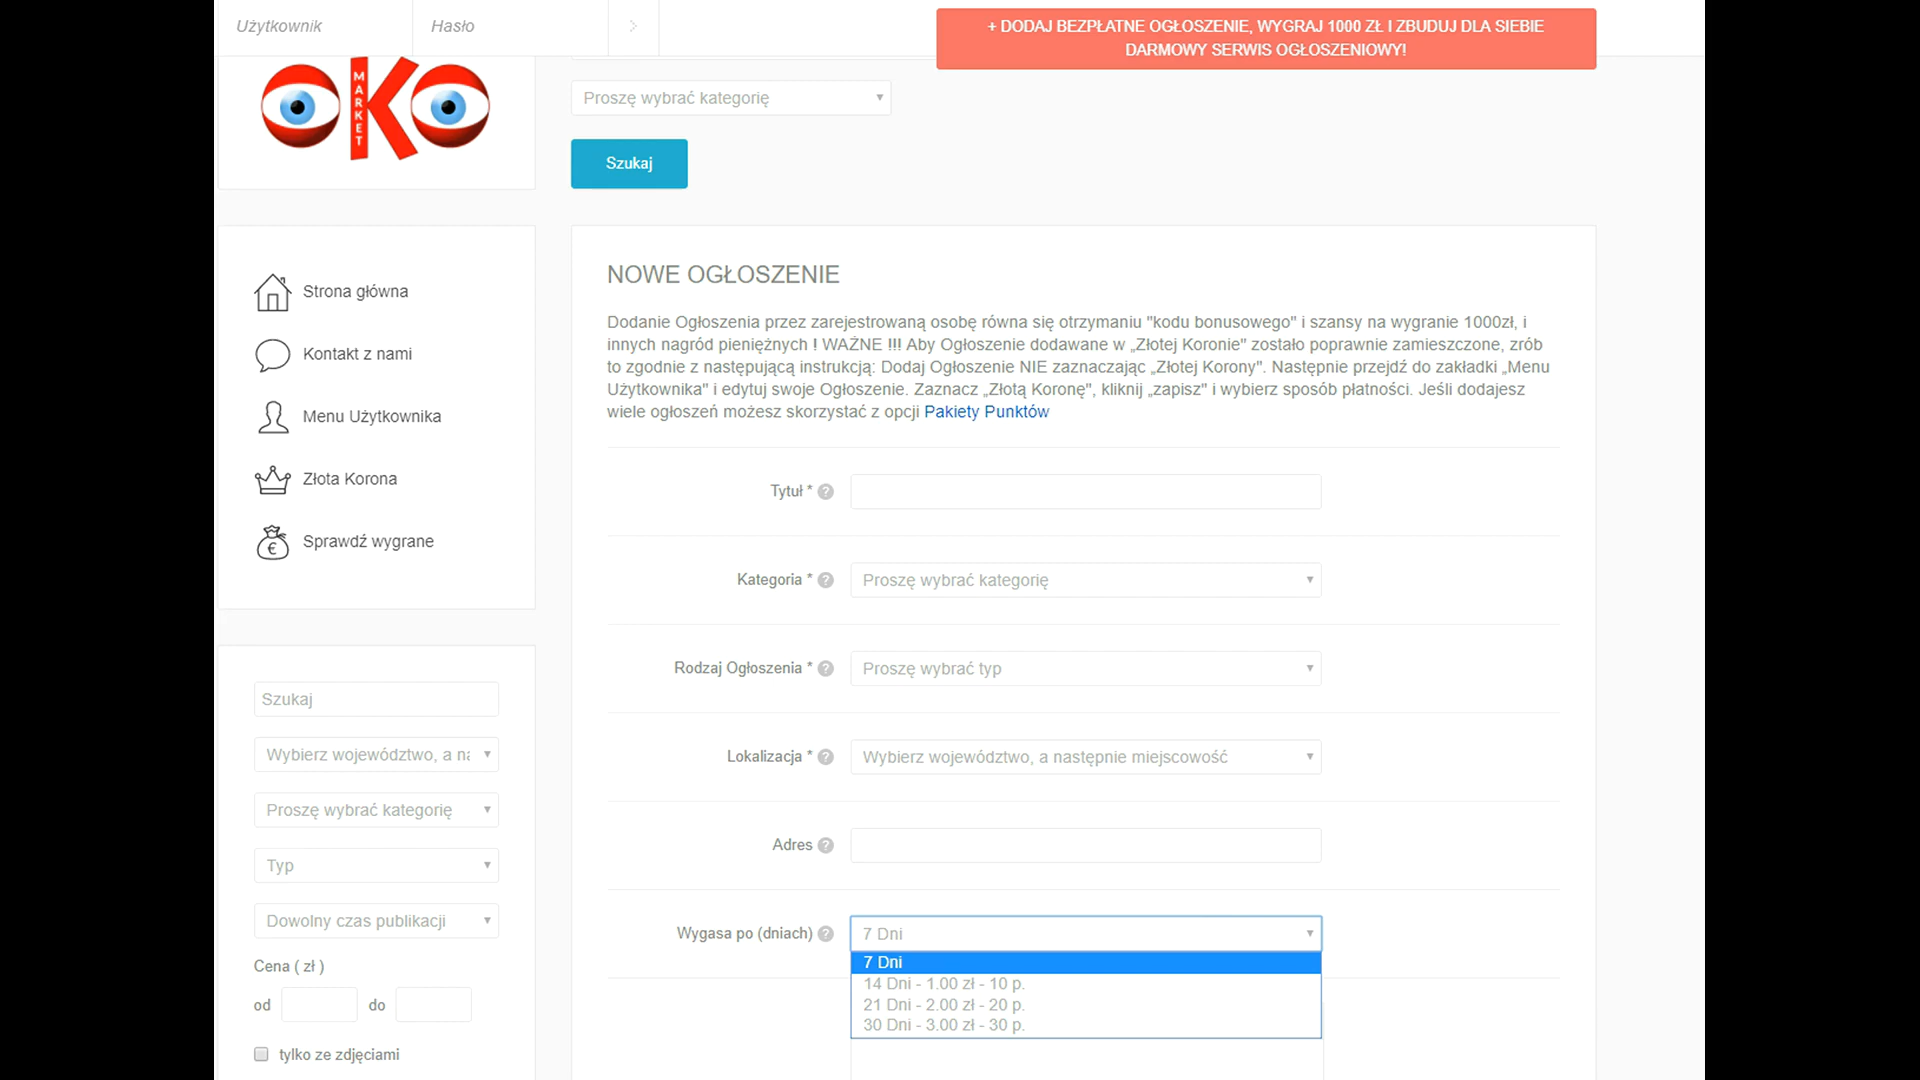 Użytkownik
Hasło
+ DODAJ BEZPŁATNE OGŁOSZENIE, WYGRAJ 1000 ZŁ I ZBUDUJ DLA SIEBIE
DARMOWY SERWIS OGŁOSZENIOWY!
OKO
MARKET
Proszę wybrać kategorię
Szukaj
Strona główna
Kontakt z nami
Menu Użytkownika
Złota Korona
Sprawdź wygrane
Szukaj
Wybierz województwo, a na
Proszę wybrać kategorię
Typ
Dowolny czas publikacji
Cena ( zł )
od
do
tylko ze zdjęciami
NOWE OGŁOSZENIE
Dodanie Ogłoszenia przez zarejestrowaną osobę równa się otrzymaniu "kodu bonusowego" i szansy na wygranie 1000zł, i
innych nagród pieniężnych ! WAŻNE !!! Aby Ogłoszenie dodawane w „Złotej Koronie" zostało poprawnie zamieszczone, zrób
to zgodnie z następującą instrukcją: Dodaj Ogłoszenie NIE zaznaczając „Złotej Korony". Następnie przejdź do zakładki „Menu
Użytkownika" i edytuj swoje Ogłoszenie. Zaznacz „Złotą Koronę", kliknij „zapisz" i wybierz sposób płatności. Jeśli dodajesz
wiele ogłoszeń możesz skorzystać z opcji Pakiety Punktów
Tytuł * ?
Kategoria * ?
Proszę wybrać kategorię
Rodzaj Ogłoszenia * ?
Proszę wybrać typ
Lokalizacja * ?
Wybierz województwo, a następnie miejscowość
Adres ?
Wygasa po (dniach) ?
7 Dni
7 Dni
14 Dni - 1.00 zł - 10 p.
21 Dni - 2.00 zł - 20 p.
30 Dni - 3.00 zł - 30 p.